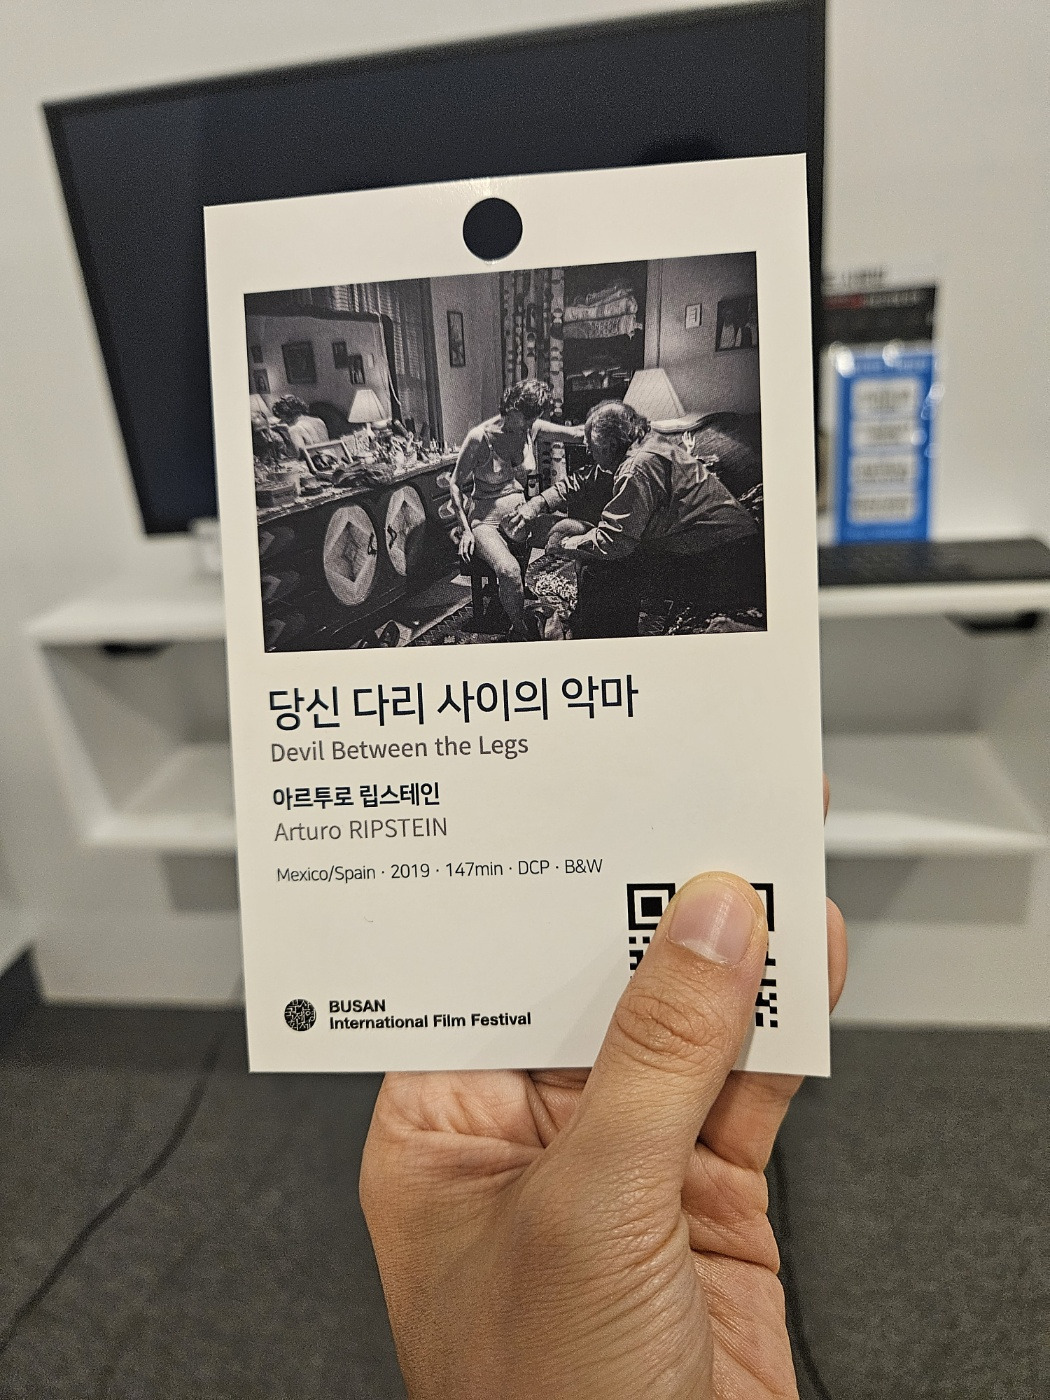 당신 다리 사이의 악마
Devil Between the Legs
아르투로 립스테인
Arturo RIPSTEIN
Mexico/Spain · 2019 · 147min · DCP · B&W
BUSAN
International Film Festival